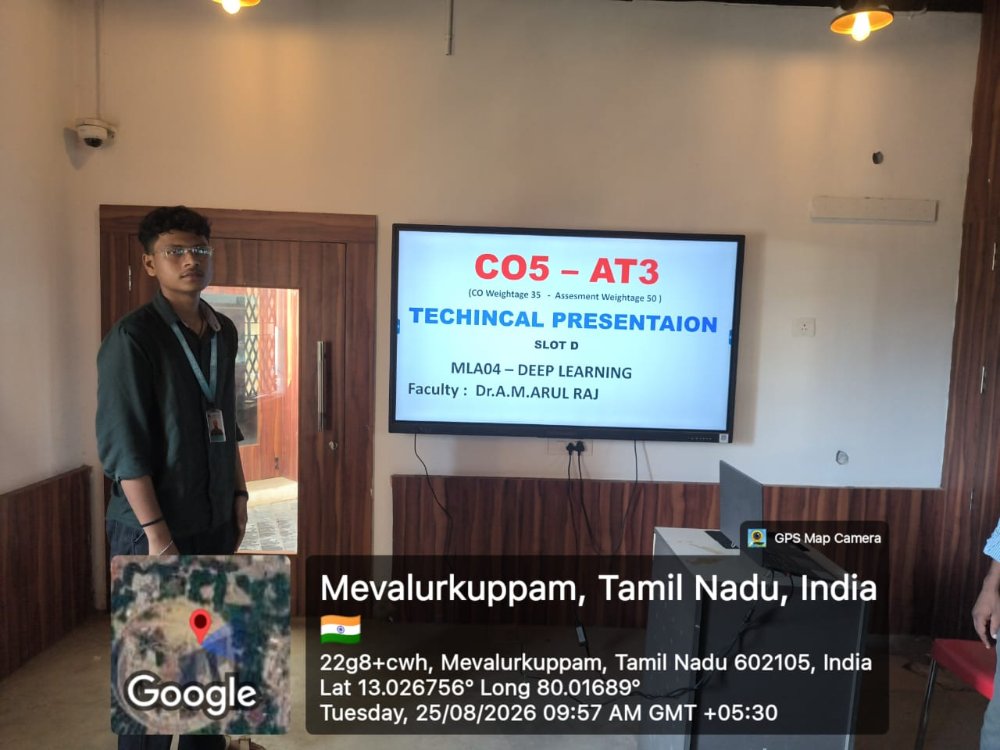 CO5 – AT3
(CO Weightage 35 - Assesment Weightage 50 )
TECHINCAL PRESENTAION
SLOT D
MLA04 – DEEP LEARNING
Faculty : Dr.A.M.ARUL RAJ
GPS Map Camera
Mevalurkuppam, Tamil Nadu, India
22g8+cwh, Mevalurkuppam, Tamil Nadu 602105, India
Lat 13.026756° Long 80.01689°
Tuesday, 25/08/2026 09:57 AM GMT +05:30
Google